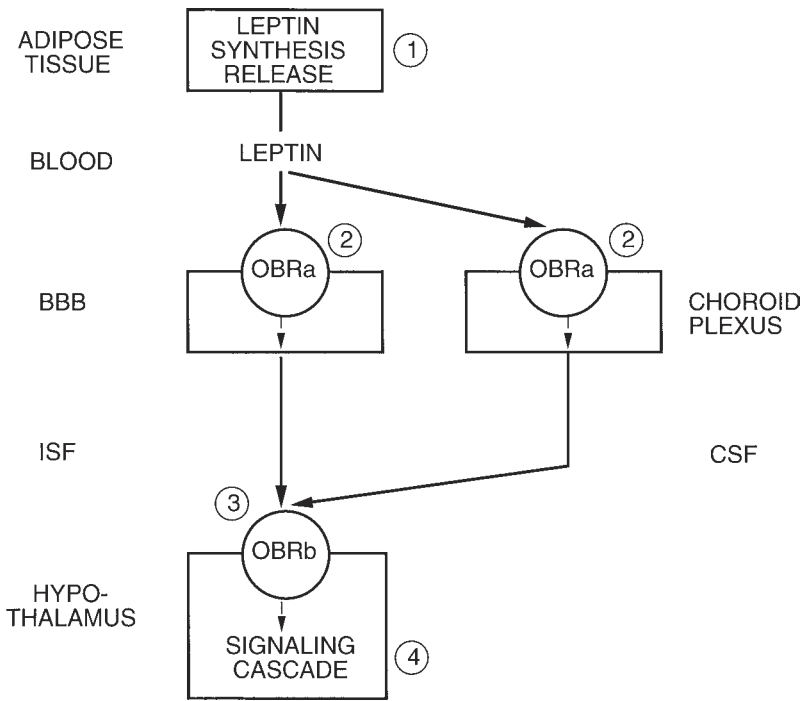 ADIPOSE
TISSUE
LEPTIN
SYNTHESIS
RELEASE
1
BLOOD
LEPTIN
2
2
OBRa
OBRa
BBB
CHOROID
PLEXUS
ISF
CSF
3
OBRb
HYPO-
THALAMUS
SIGNALING
CASCADE
4